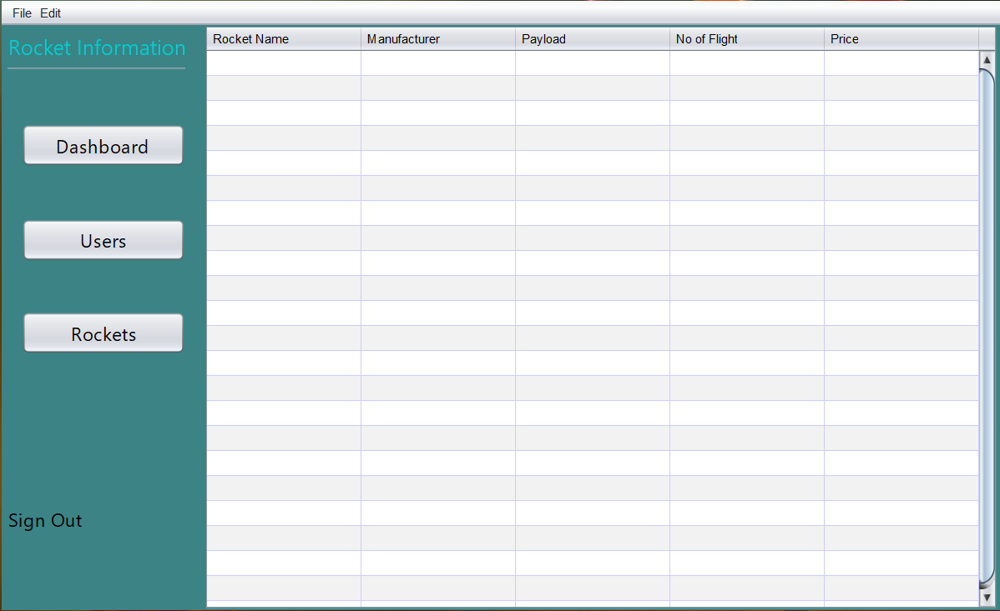 File Edit
Rocket Information
Rocket Name Manufacturer Payload No of Flight Price
Dashboard
Users
Rockets
Sign Out